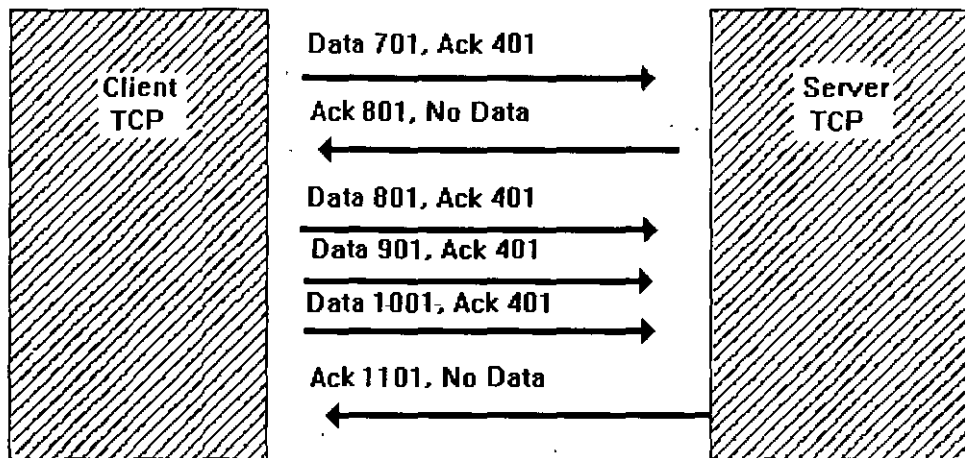 Data 701, Ack 401
Client
TCP
Server
TCP
Ack 801, No Data
Data 801, Ack 401
Data 901, Ack 401
Data 1001, Ack 401
Ack 1101, No Data